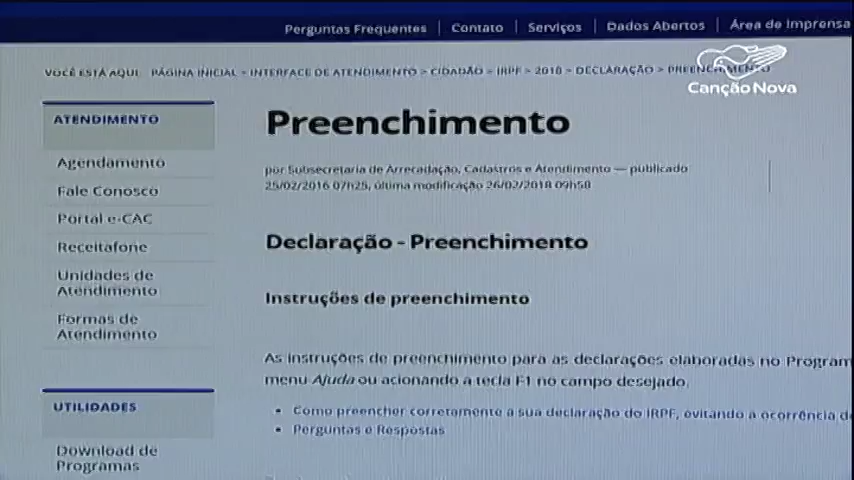 Perguntas Frequentes | Contato | Serviços | Dados Abertos | Área de Imprensa
VOCÊ ESTÁ AQUI: PÁGINA INICIAL > INTERFACE DE ATENDIMENTO > CIDADÃO > IRPF > 2018 > DECLARAÇÃO > PREENCHIMENTO
Canção Nova
ATENDIMENTO
Agendamento
Fale Conosco
Portal e-CAC
Receitafone
Unidades de
Atendimento
Formas de
Atendimento
UTILIDADES
Download de
Programas
Preenchimento
por Subsecretaria de Arrecadação, Cadastros e Atendimento — publicado
25/02/2016 07h25, última modificação 26/02/2018 09h58
Declaração - Preenchimento
Instruções de preenchimento
As instruções de preenchimento para as declarações elaboradas no Program
menu Ajuda ou acionando a tecla F1 no campo desejado.
• Como preencher corretamente a sua declaração do IRPF, evitando a ocorrência d
• Perguntas e Respostas